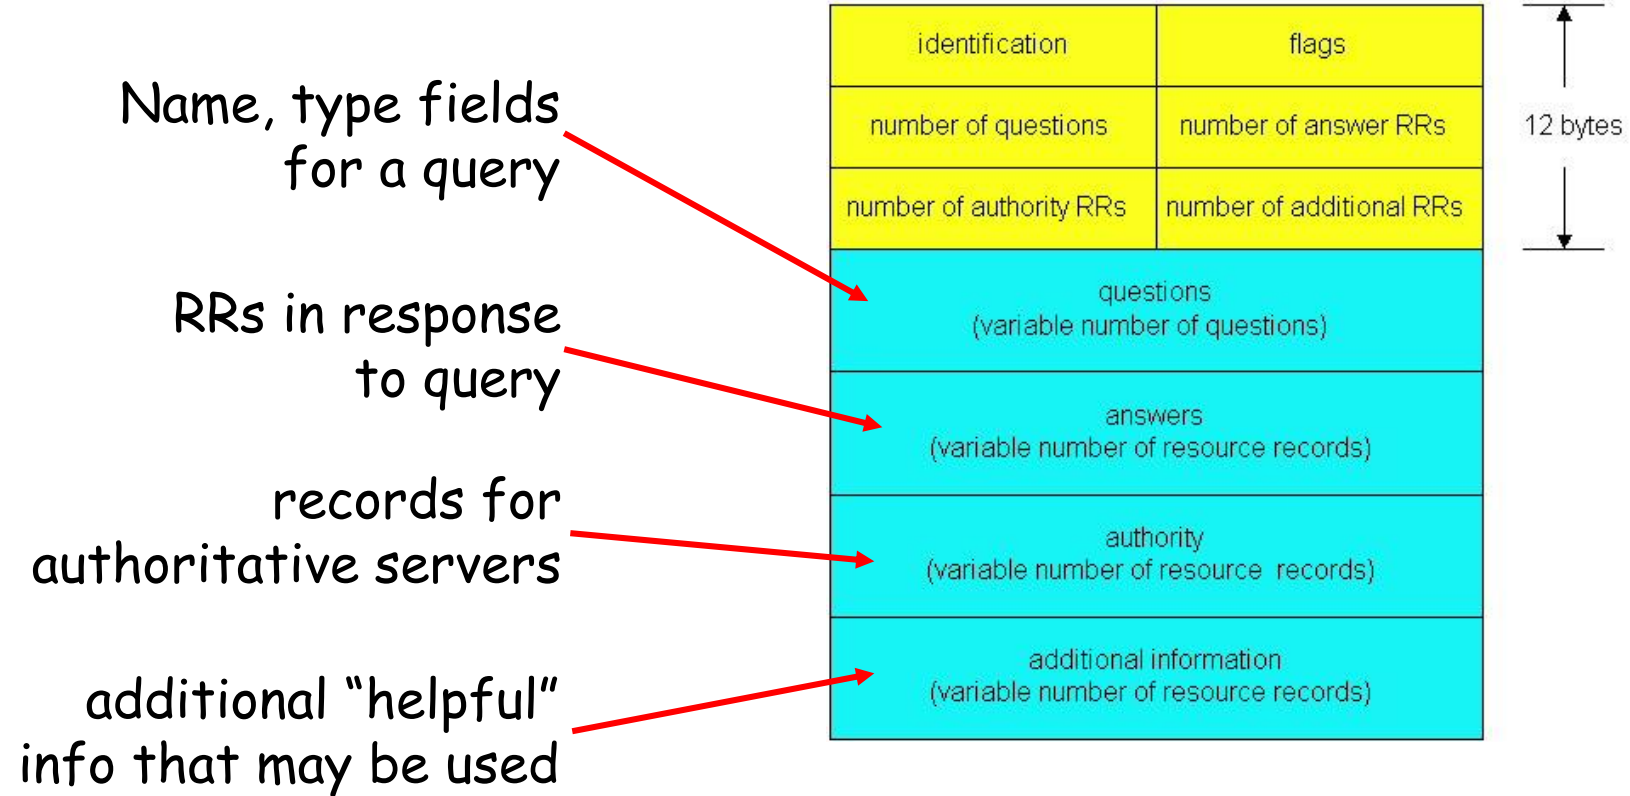 Name, type fields
for a query
RRs in response
to query
records for
authoritative servers
additional “helpful”
info that may be used
identification
flags
number of questions
number of answer RRs
number of authority RRs
number of additional RRs
12 bytes
questions
(variable number of questions)
answers
(variable number of resource records)
authority
(variable number of resource records)
additional information
(variable number of resource records)